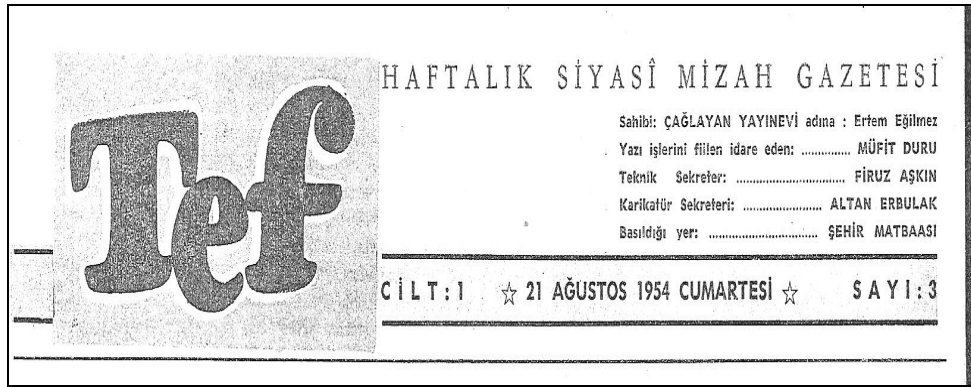 Tef
HAFTALIK SİYASÎ MİZAH GAZETESİ
Sahibi: ÇAĞLAYAN YAYINEVİ adına : Ertem Eğilmez
Yazı işlerini fiilen idare eden: .............. MÜFİT DURU
Teknik Sekreter: ................................ FİRUZ AŞKIN
Karikatür Sekreteri: ....................... ALTAN ERBULAK
Basıldığı yer: ................................ ŞEHİR MATBAASI
CİLT:1 ☆ 21 AĞUSTOS 1954 CUMARTESİ ☆ SAYI:3